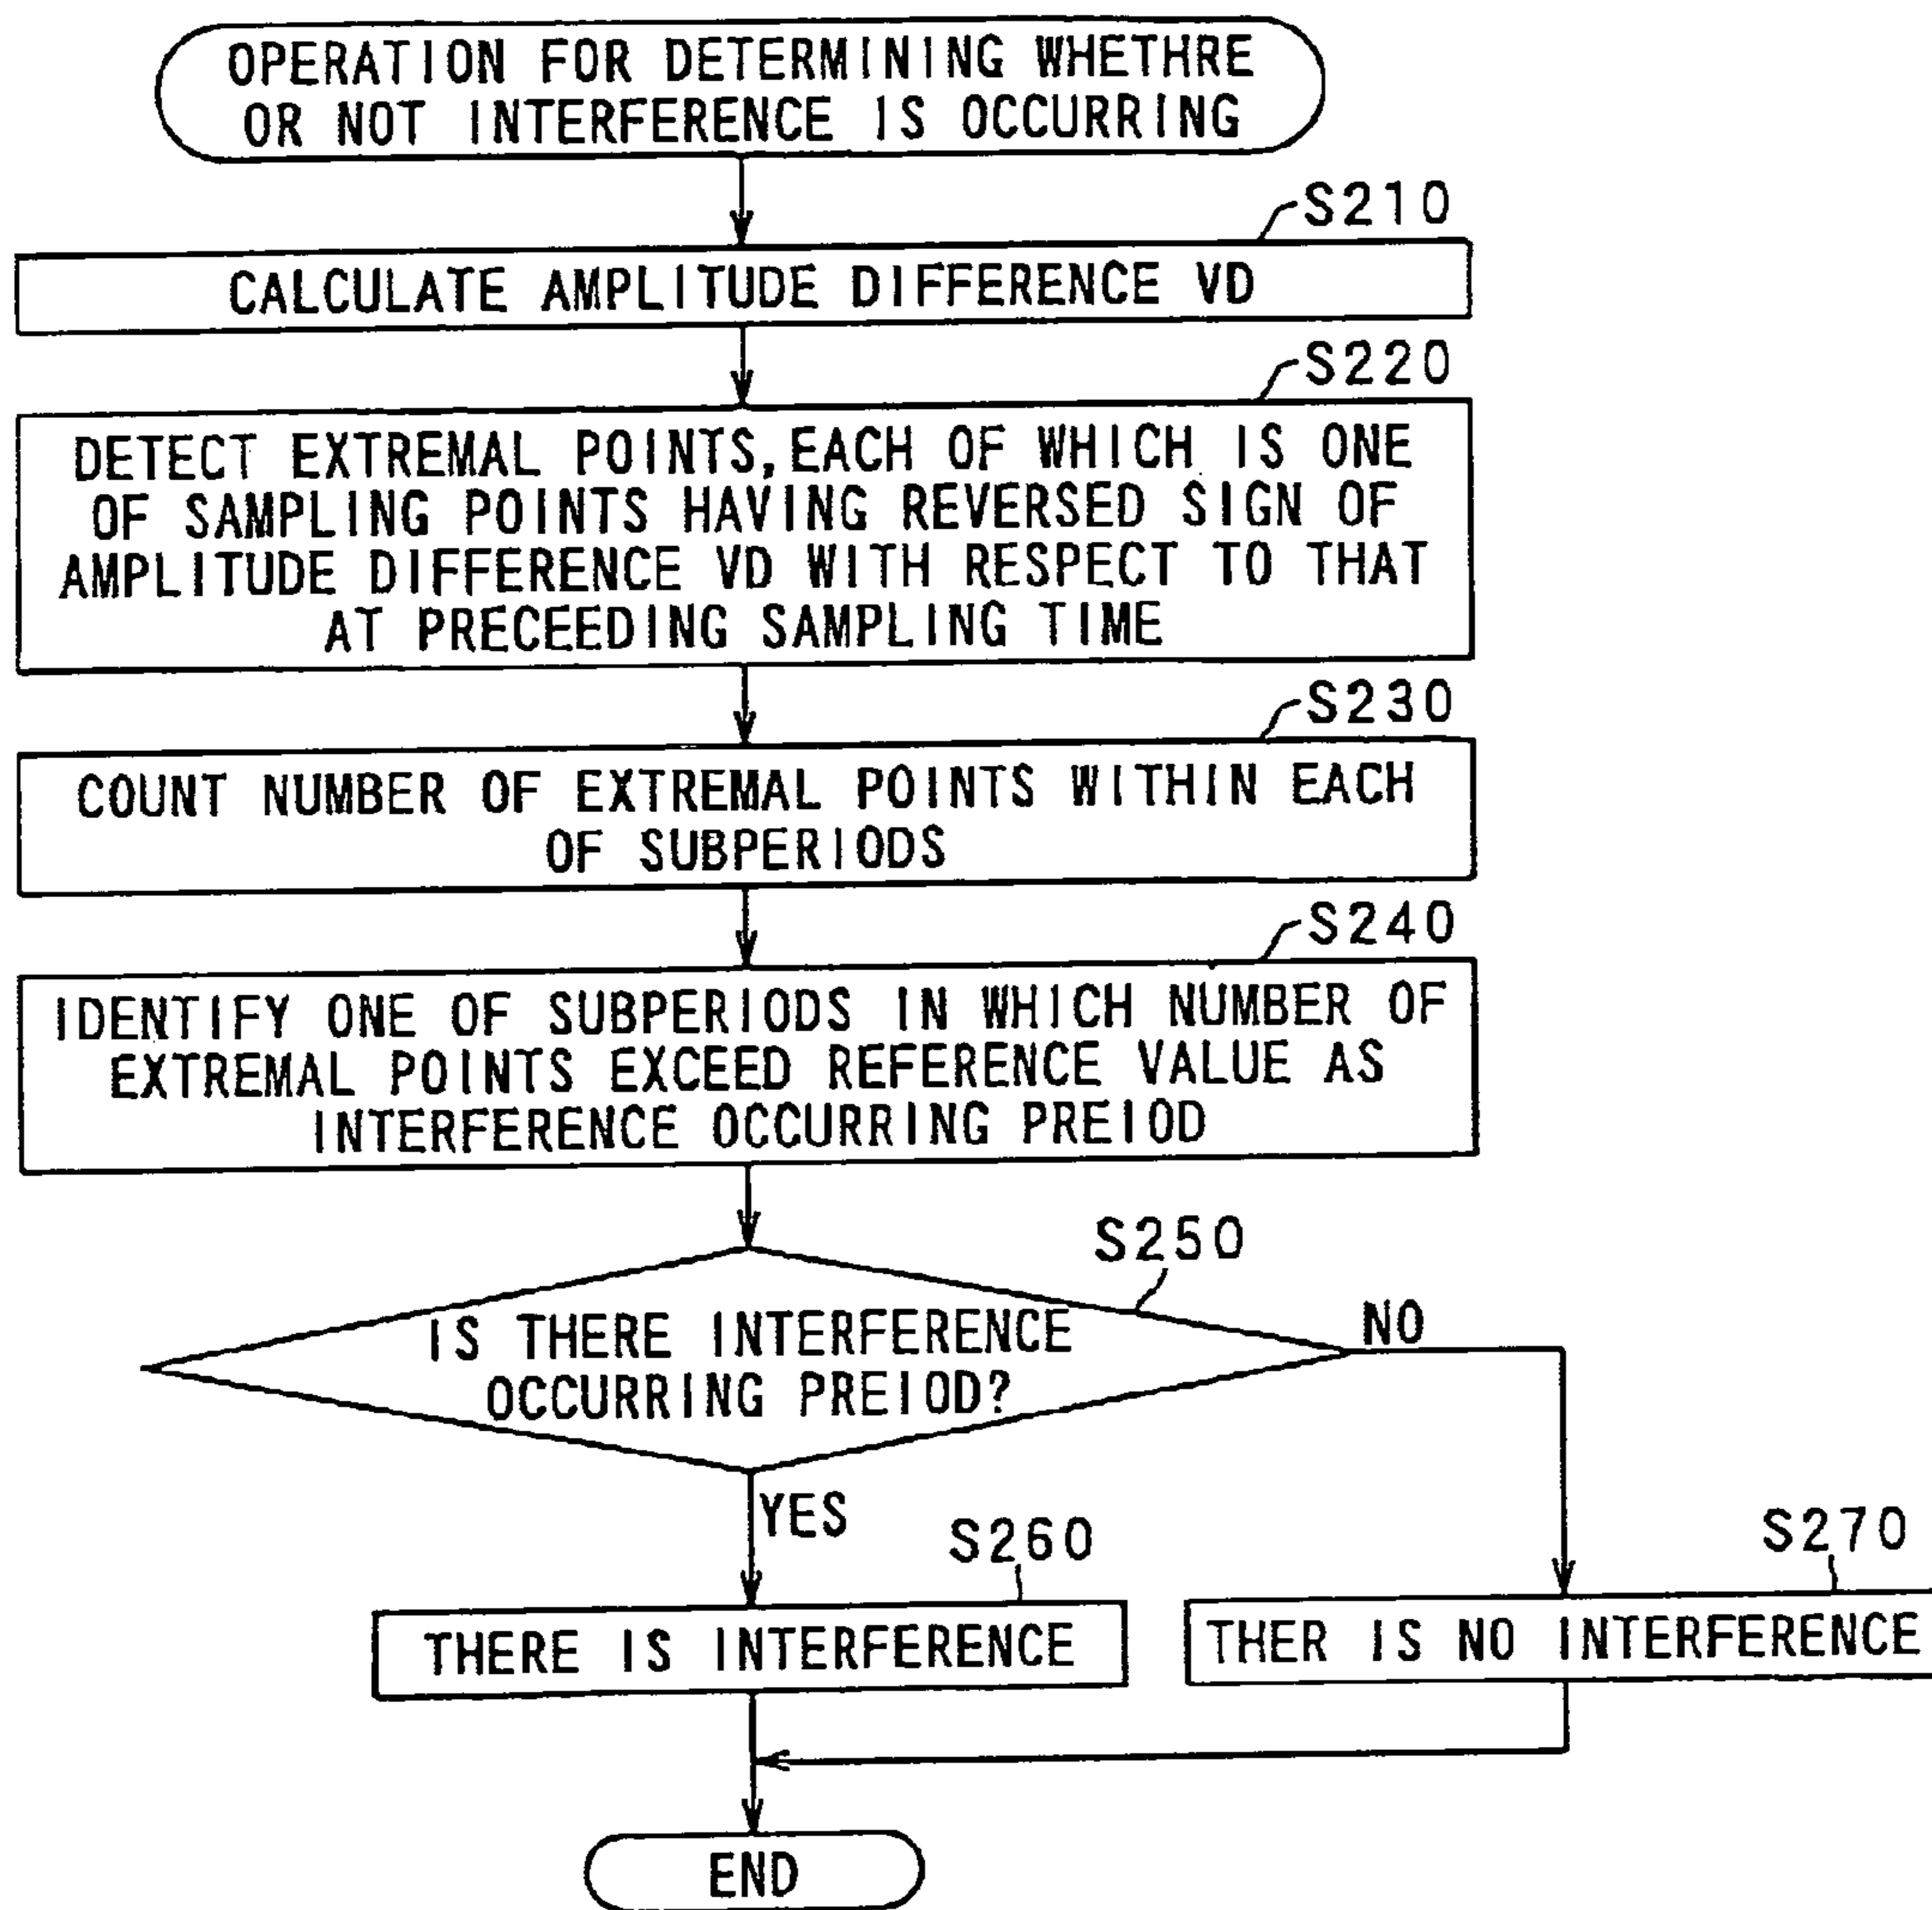 OPERATION FOR DETERMINING WHETHRE
OR NOT INTERFERENCE IS OCCURRING
S210
CALCULATE AMPLITUDE DIFFERENCE VD
S220
DETECT EXTREMAL POINTS, EACH OF WHICH IS ONE
OF SAMPLING POINTS HAVING REVERSED SIGN OF
AMPLITUDE DIFFERENCE VD WITH RESPECT TO THAT
AT PRECEEDING SAMPLING TIME
S230
COUNT NUMBER OF EXTREMAL POINTS WITHIN EACH
OF SUBPERIODS
S240
IDENTIFY ONE OF SUBPERIODS IN WHICH NUMBER OF
EXTREMAL POINTS EXCEED REFERENCE VALUE AS
INTERFERENCE OCCURRING PREIOD
S250
IS THERE INTERFERENCE
OCCURRING PREIOD?
NO
YES
S260
THERE IS INTERFERENCE
S270
THER IS NO INTERFERENCE
END